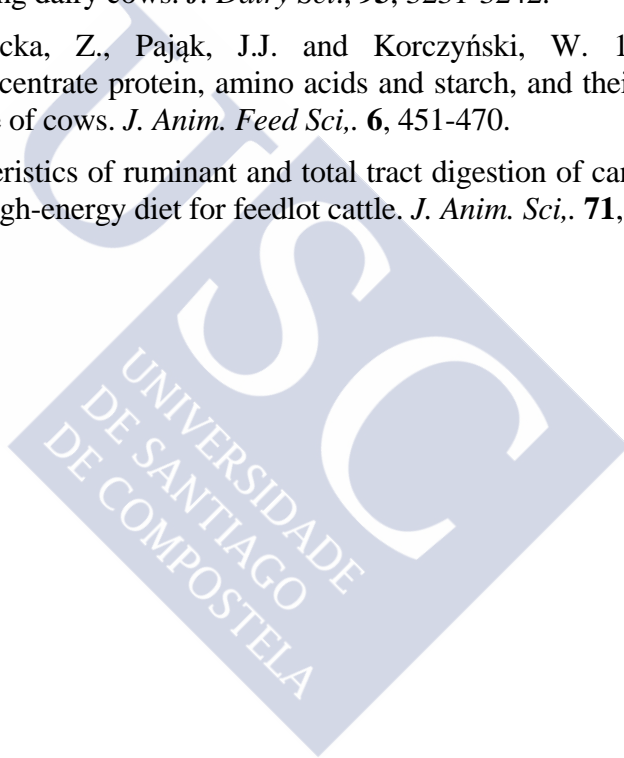 ng dairy cows. J. Dairy Sci., 93, 3231-3242.
cka, Z., Pająk, J.J. and Korczyński, W. 1
centrate protein, amino acids and starch, and thei
e of cows. J. Anim. Feed Sci,. 6, 451-470.
eristics of ruminant and total tract digestion of car
gh-energy diet for feedlot cattle. J. Anim. Sci,. 71,
USC
UNIVERSIDADE
DE SANTIAGO
DE COMPOSTELA